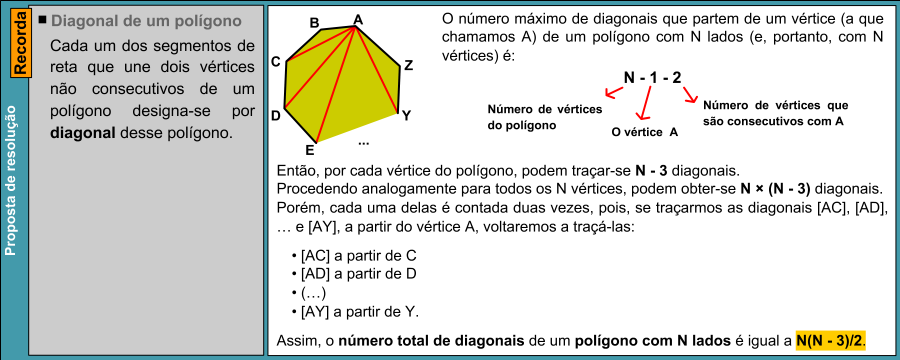 Proposta de resolução
Recorda
■ Diagonal de um polígono
Cada um dos segmentos de
reta que une dois vértices
não consecutivos de um
polígono designa-se por
diagonal desse polígono.
A
B
C
D
E
...
Y
Z
O número máximo de diagonais que partem de um vértice (a que
chamamos A) de um polígono com N lados (e, portanto, com N
vértices) é:
N - 1 - 2
Número de vértices
do polígono
O vértice A
Número de vértices que
são consecutivos com A
Então, por cada vértice do polígono, podem traçar-se N - 3 diagonais.
Procedendo analogamente para todos os N vértices, podem obter-se N × (N - 3) diagonais.
Porém, cada uma delas é contada duas vezes, pois, se traçarmos as diagonais [AC], [AD],
… e [AY], a partir do vértice A, voltaremos a traçá-las:
• [AC] a partir de C
• [AD] a partir de D
• (…)
• [AY] a partir de Y.
Assim, o número total de diagonais de um polígono com N lados é igual a N(N - 3)/2.